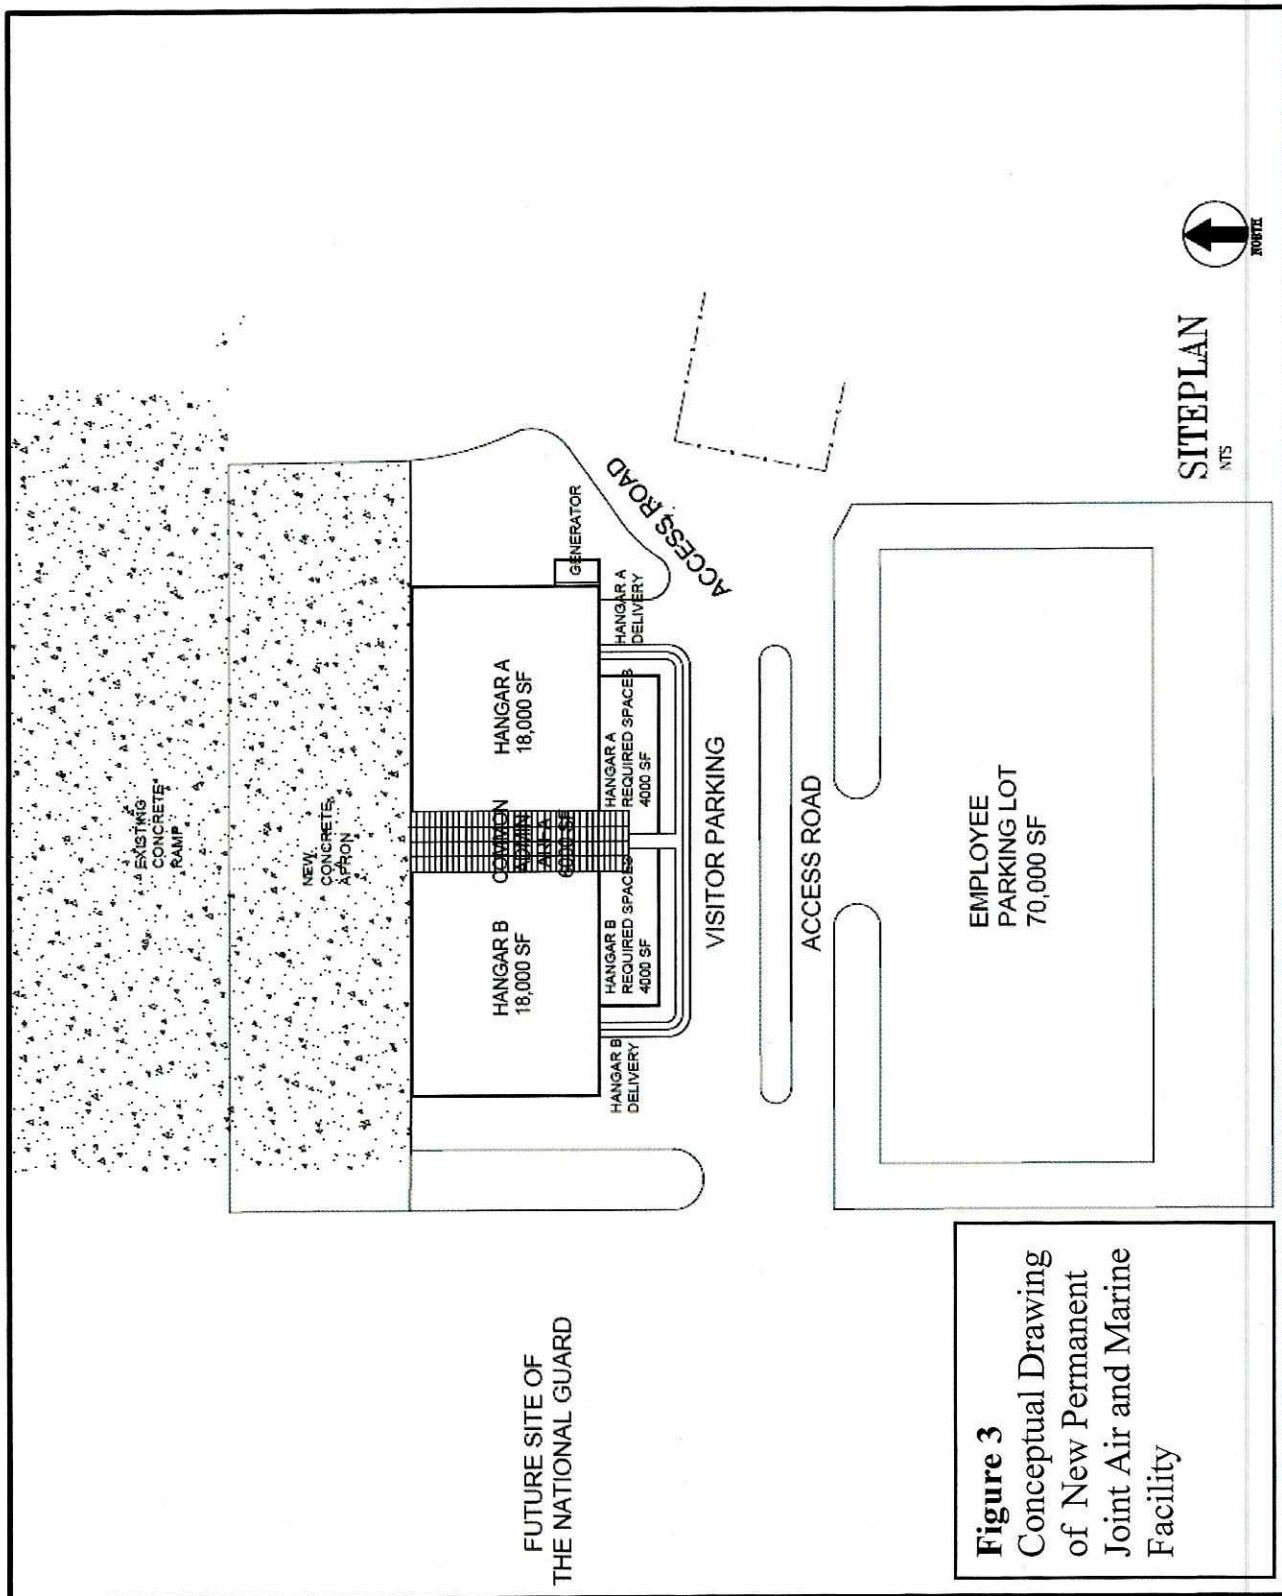 EXISTING
CONCRETE
RAMP
NEW
CONCRETE
APRON
FUTURE SITE OF
THE NATIONAL GUARD
HANGAR B
18,000 SF
COMMON
ADMIN
AREA
6000 SF
HANGAR A
18,000 SF
GENERATOR
HANGAR B
DELIVERY
HANGAR B
REQUIRED SPACES
4000 SF
HANGAR A
REQUIRED SPACES
4000 SF
HANGAR A
DELIVERY
ACCESS ROAD
VISITOR PARKING
ACCESS ROAD
EMPLOYEE
PARKING LOT
70,000 SF
Figure 3
Conceptual Drawing
of New Permanent
Joint Air and Marine
Facility
SITEPLAN
NTS
NORTH